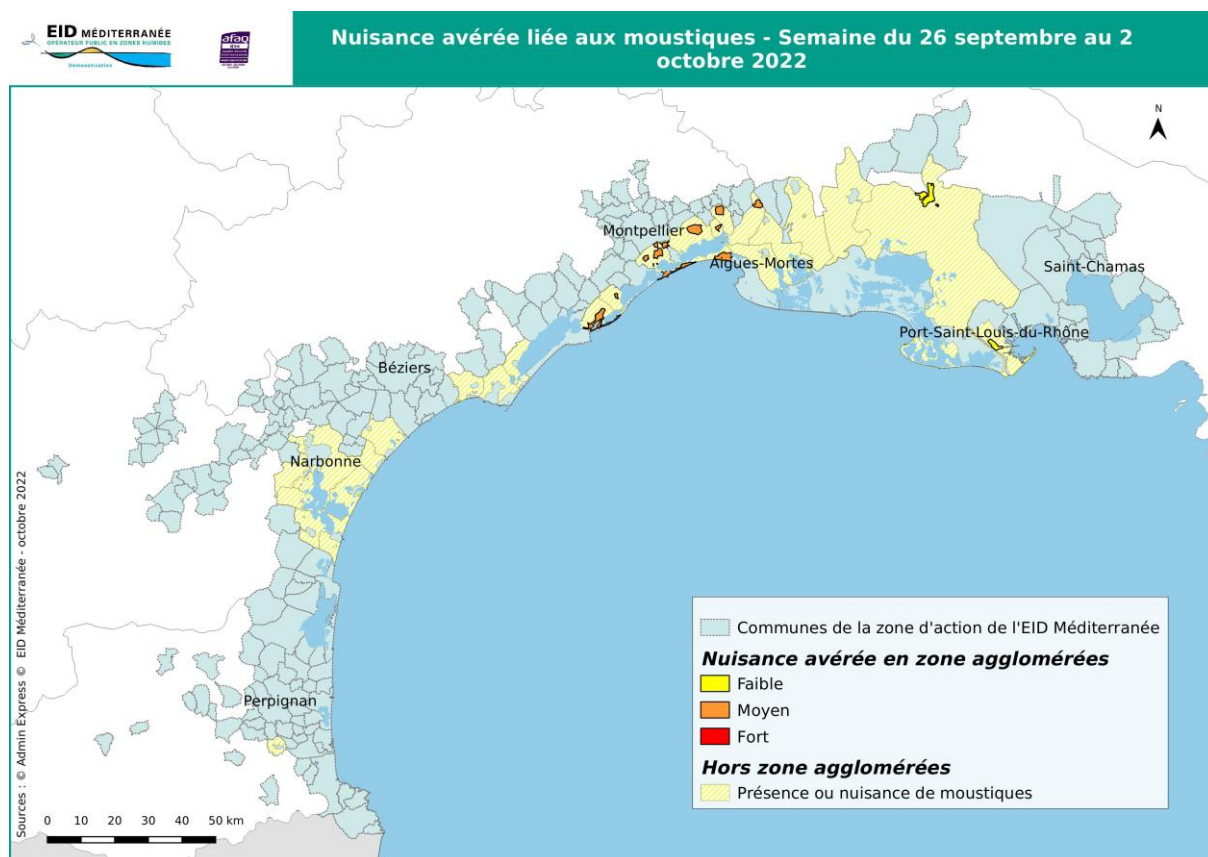 EID MÉDITERRANÉE
OPÉRATEUR PUBLIC EN ZONES HUMIDES
Démoustication
afaq
Nuisance avérée liée aux moustiques - Semaine du 26 septembre au 2
octobre 2022
N
Montpellier
Aigues-Mortes
Saint-Chamas
Port-Saint-Louis-du-Rhône
Béziers
Narbonne
Perpignan
Communes de la zone d'action de l'EID Méditerranée
Nuisance avérée en zone agglomérées
Faible
Moyen
Fort
Hors zone agglomérées
Présence ou nuisance de moustiques
0 10 20 30 40 50 km
Sources : © Admin Express © EID Méditerranée - octobre 2022